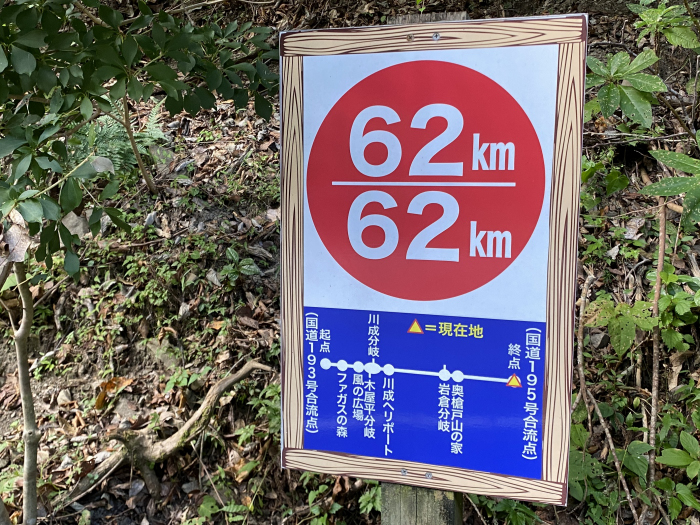 62km
62km
▲=現在地
起点
(国道193号合流点)
ファガスの森
風の広場
川成分岐
木屋平分岐
川成ヘリポート
岩倉分岐
奥槍戸山の家
終点
(国道195号合流点)